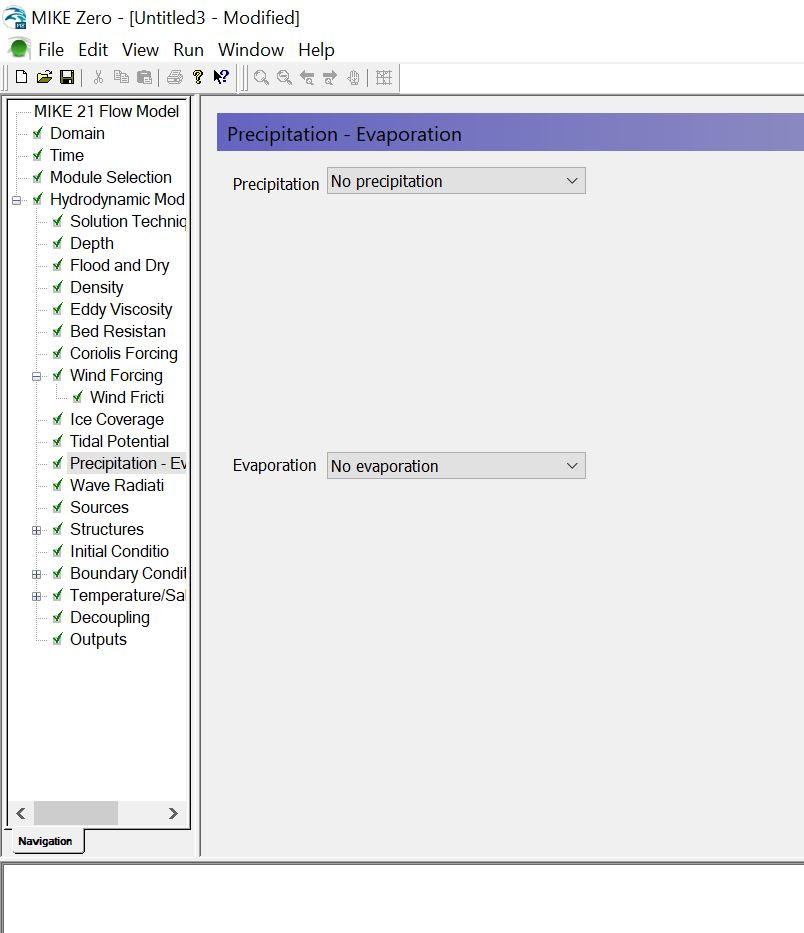 MIKE Zero - [Untitled3 - Modified]
File Edit View Run Window Help
MIKE 21 Flow Model
Domain
Time
Module Selection
Hydrodynamic Mod
Solution Techniq
Depth
Flood and Dry
Density
Eddy Viscosity
Bed Resistan
Coriolis Forcing
Wind Forcing
Wind Fricti
Ice Coverage
Tidal Potential
Precipitation - Ev
Wave Radiati
Sources
Structures
Initial Conditio
Boundary Condit
Temperature/Sal
Decoupling
Outputs
Navigation
Precipitation - Evaporation
Precipitation No precipitation
Evaporation No evaporation